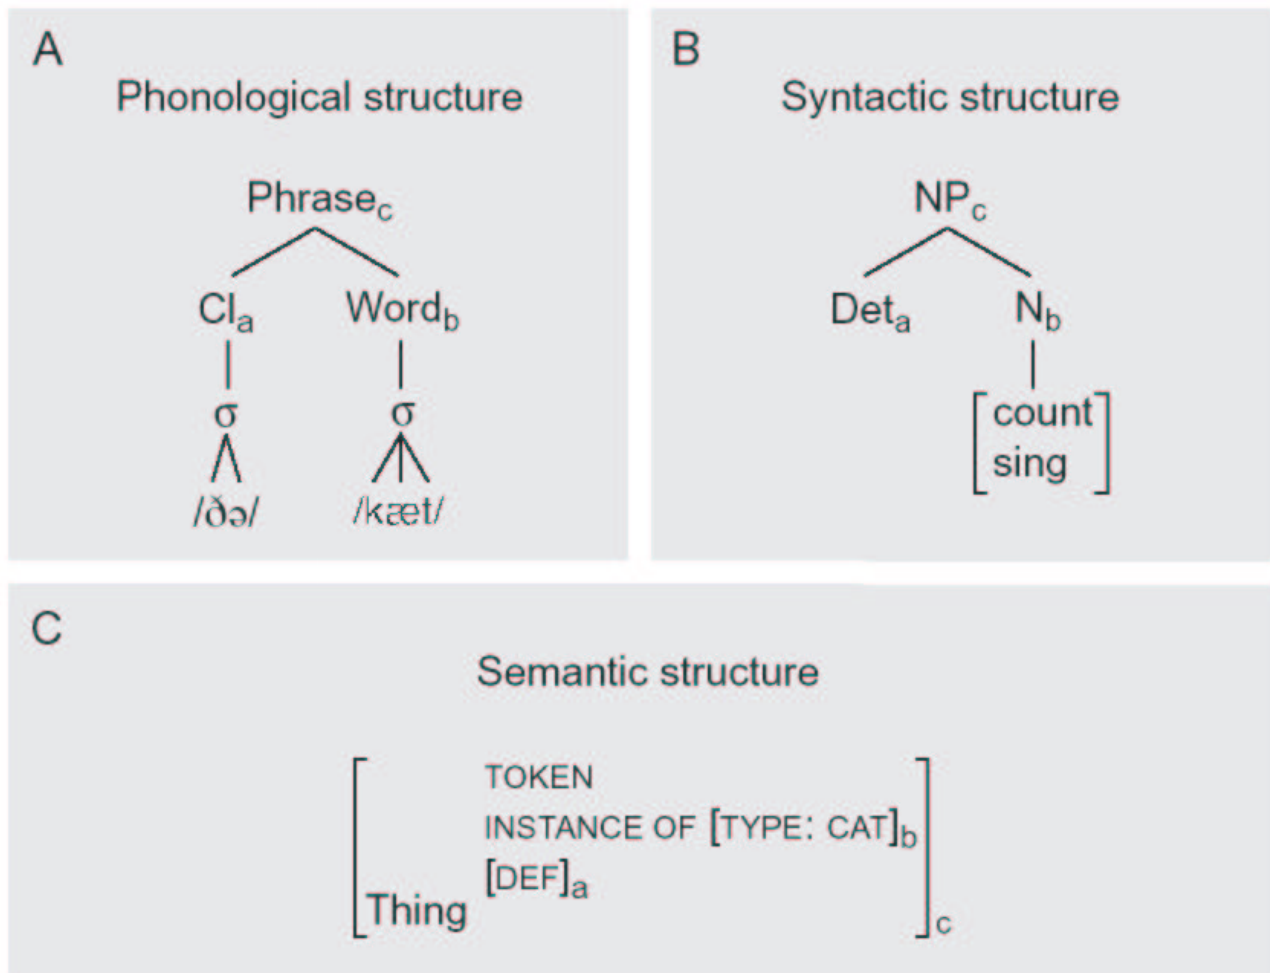 A
Phonological structure
Phrasec
Cla Wordb
σ σ
/ðə/ /kæt/
B
Syntactic structure
NPc
Deta Nb
[count
sing]
C
Semantic structure
[TOKEN
INSTANCE OF [TYPE: CAT]b
[DEF]a
Thing ]c